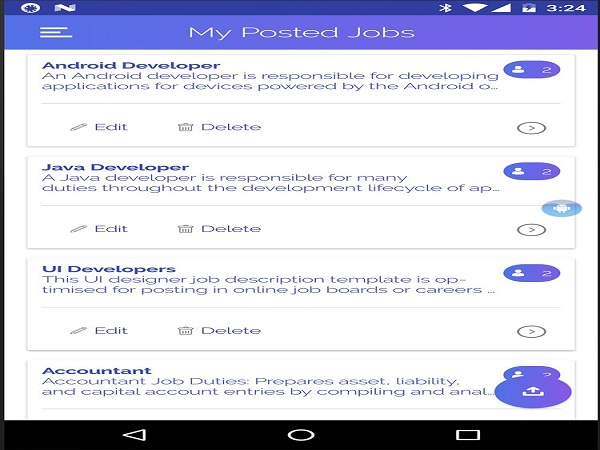 3:24
My Posted Jobs
Android Developer
2
An Android developer is responsible for developing
applications for devices powered by the Android o...
Edit Delete
Java Developer
2
A Java developer is responsible for many
duties throughout the development lifecycle of ap...
Edit Delete
UI Developers
2
This UI designer job description template is op-
timised for posting in online job boards or careers ...
Edit Delete
Accountant
2
Accountant Job Duties: Prepares asset, liability,
and capital account entries by compiling and anal...